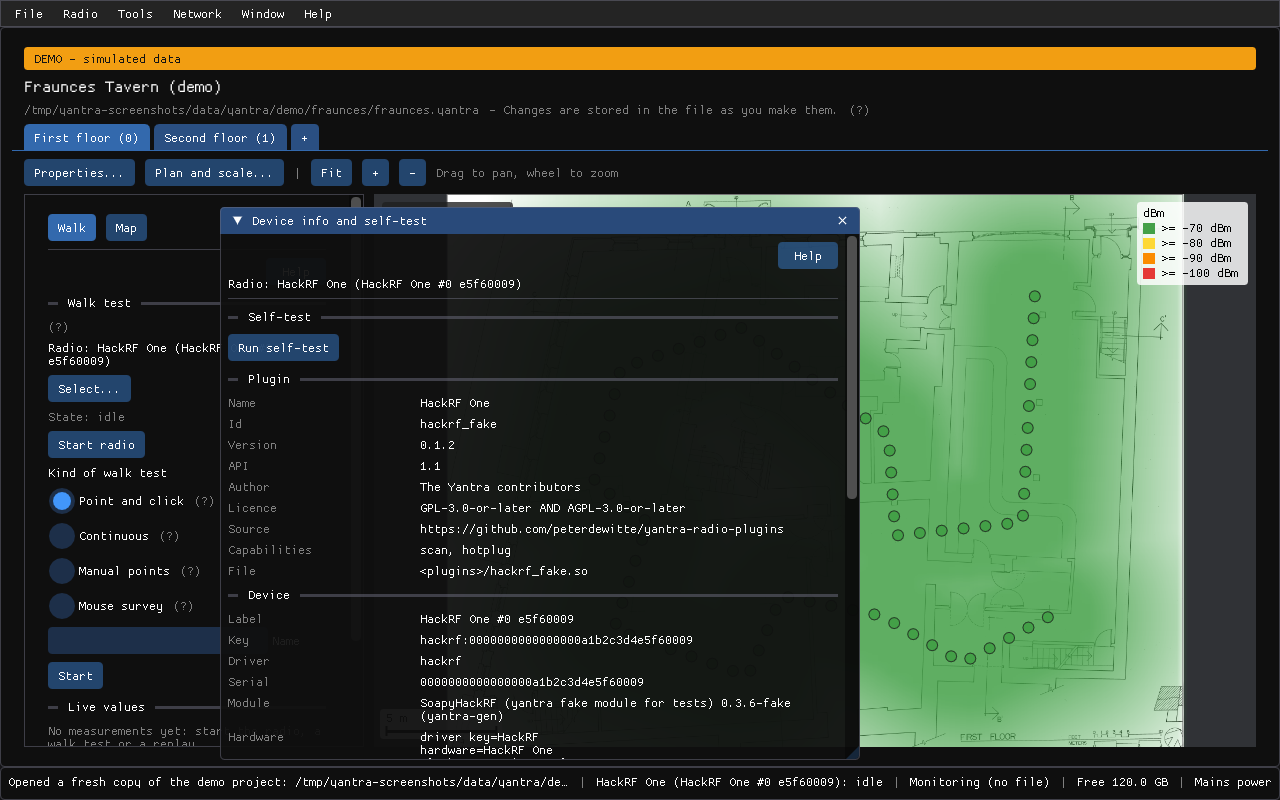 File Radio Tools Network Window Help
DEMO - simulated data
Fraunces Tavern (demo)
/tmp/yantra-screenshots/data/yantra/demo/fraunces/fraunces.yantra - Changes are stored in the file as you make them. (?)
First floor (0) Second floor (1) +
Properties... Plan and scale... | Fit + - Drag to pan, wheel to zoom
Walk Map
Walk test
(?)
Radio: HackRF One (HackRF
e5f60009)
Select...
State: idle
Start radio
Kind of walk test
Point and click (?)
Continuous (?)
Manual points (?)
Mouse survey (?)
Name
Start
Live values
No measurements yet: star
walk test or a replay
Device info and self-test
Help
Radio: HackRF One (HackRF One #0 e5f60009)
Self-test
Run self-test
Plugin
Name HackRF One
Id hackrf_fake
Version 0.1.2
API 1.1
Author The Yantra contributors
Licence GPL-3.0-or-later AND AGPL-3.0-or-later
Source https://github.com/peterdewitte/yantra-radio-plugins
Capabilities scan, hotplug
File <plugins>/hackrf_fake.so
Device
Label HackRF One #0 e5f60009
Key hackrf:0000000000000000a1b2c3d4e5f60009
Driver hackrf
Serial 0000000000000000a1b2c3d4e5f60009
Module SoapyHackRF (yantra fake module for tests) 0.3.6-fake
(yantra-gen)
Hardware driver key=HackRF
hardware=HackRF One
dBm
>= -70 dBm
>= -80 dBm
>= -90 dBm
>= -100 dBm
5 m
FIRST FLOOR
FEET
METERS
Opened a fresh copy of the demo project: /tmp/yantra-screenshots/data/yantra/de… | HackRF One (HackRF One #0 e5f60009): idle | Monitoring (no file) | Free 120.0 GB | Mains power